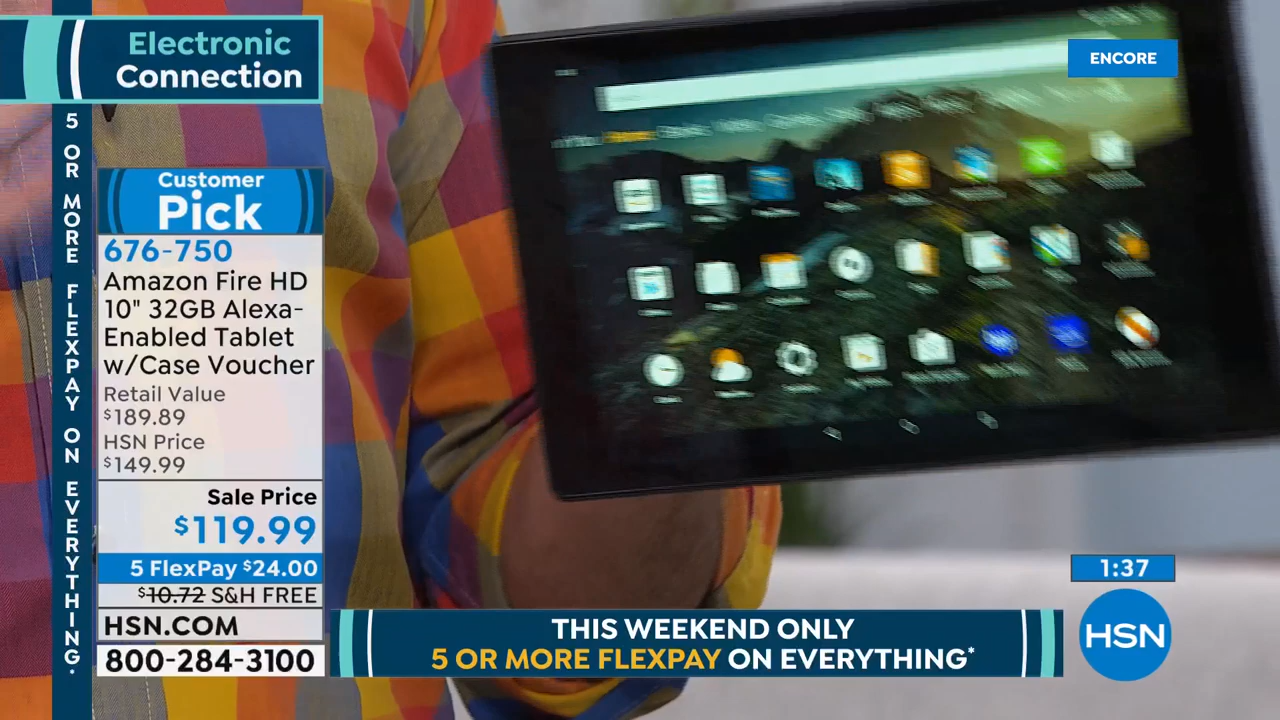 Electronic
Connection
ENCORE
5 OR MORE FLEXPAY ON EVERYTHING.*
Customer
Pick
676-750
Amazon Fire HD
10" 32GB Alexa-
Enabled Tablet
w/Case Voucher
Retail Value
$189.89
HSN Price
$149.99
Sale Price
$119.99
5 FlexPay $24.00
$10.72 S&H FREE
HSN.COM
800-284-3100
THIS WEEKEND ONLY
5 OR MORE FLEXPAY ON EVERYTHING*
1:37
HSN